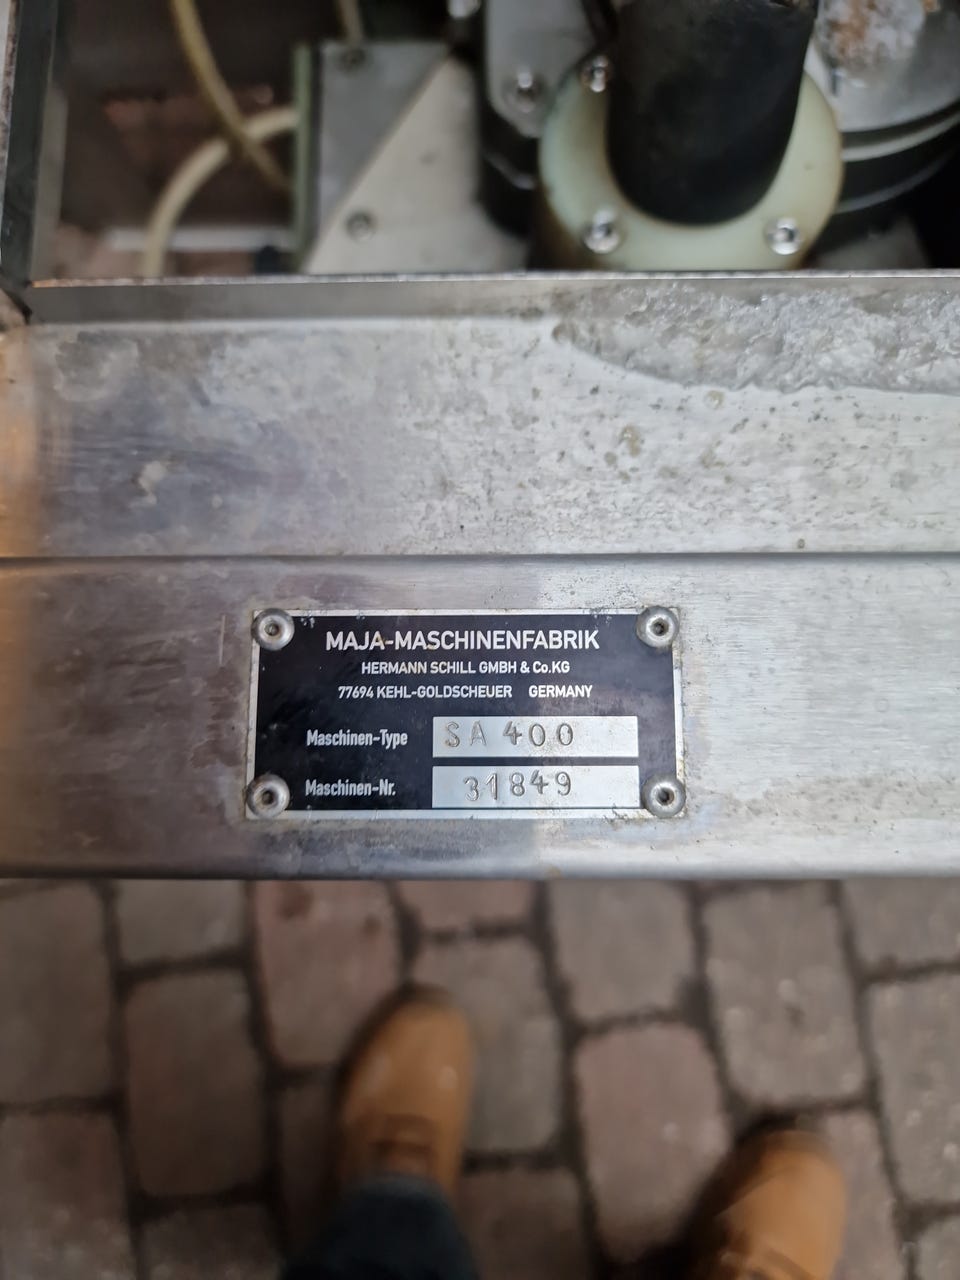 MAJA-MASCHINENFABRIK
HERMANN SCHILL GMBH & Co.KG
77694 KEHL-GOLDSCHEUER GERMANY
Maschinen-Type SA 400
Maschinen-Nr. 31849